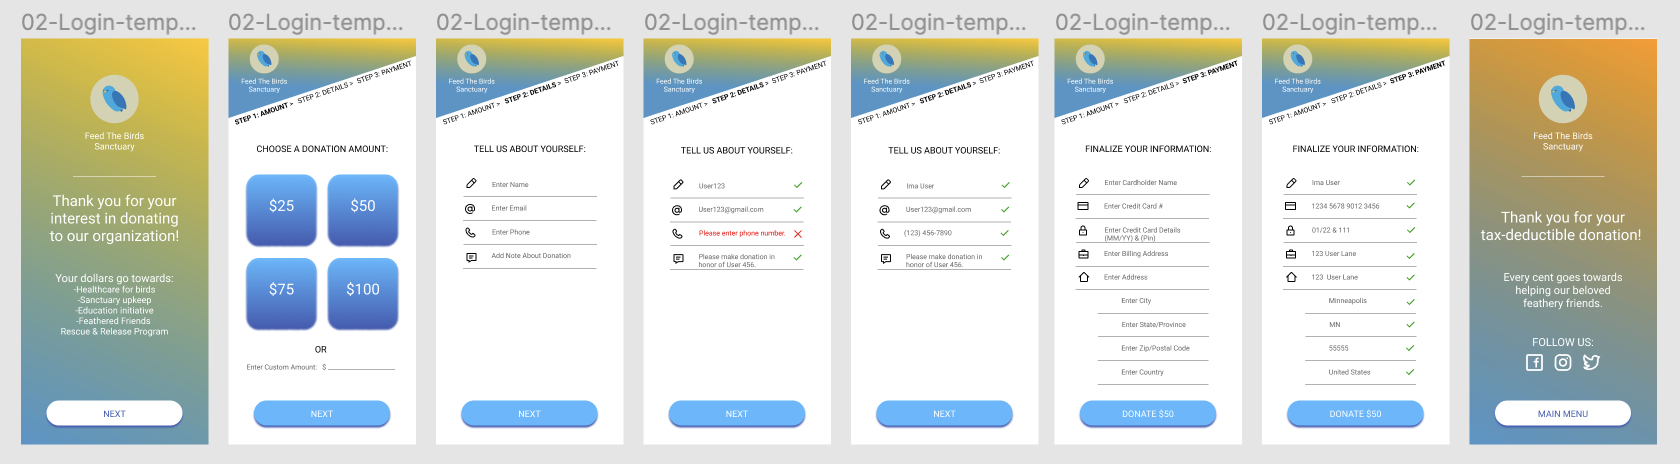 02-Login-temp...
Feed The Birds
Sanctuary
Thank you for your
interest in donating
to our organization!
Your dollars go towards:
-Healthcare for birds
-Sanctuary upkeep
-Education initiative
-Feathered Friends
Rescue & Release Program
NEXT
02-Login-temp...
Feed The Birds
Sanctuary
STEP 1: AMOUNT > STEP 2: DETAILS > STEP 3: PAYMENT
CHOOSE A DONATION AMOUNT:
$25
$50
$75
$100
OR
Enter Custom Amount: $
NEXT
02-Login-temp...
Feed The Birds
Sanctuary
STEP 1: AMOUNT > STEP 2: DETAILS > STEP 3: PAYMENT
TELL US ABOUT YOURSELF:
Enter Name
Enter Email
Enter Phone
Add Note About Donation
NEXT
02-Login-temp...
Feed The Birds
Sanctuary
STEP 1: AMOUNT > STEP 2: DETAILS > STEP 3: PAYMENT
TELL US ABOUT YOURSELF:
User123
User123@gmail.com
Please enter phone number.
Please make donation in
honor of User 456.
NEXT
02-Login-temp...
Feed The Birds
Sanctuary
STEP 1: AMOUNT > STEP 2: DETAILS > STEP 3: PAYMENT
TELL US ABOUT YOURSELF:
Ima User
User123@gmail.com
(123) 456-7890
Please make donation in
honor of User 456.
NEXT
02-Login-temp...
Feed The Birds
Sanctuary
STEP 1: AMOUNT > STEP 2: DETAILS > STEP 3: PAYMENT
FINALIZE YOUR INFORMATION:
Enter Cardholder Name
Enter Credit Card #
Enter Credit Card Details
(MM/YY) & (Pin)
Enter Billing Address
Enter Address
Enter City
Enter State/Province
Enter Zip/Postal Code
Enter Country
DONATE $50
02-Login-temp...
Feed The Birds
Sanctuary
STEP 1: AMOUNT > STEP 2: DETAILS > STEP 3: PAYMENT
FINALIZE YOUR INFORMATION:
Ima User
1234 5678 9012 3456
01/22 & 111
123 User Lane
123 User Lane
Minneapolis
MN
55555
United States
DONATE $50
02-Login-temp...
Feed The Birds
Sanctuary
Thank you for your
tax-deductible donation!
Every cent goes towards
helping our beloved
feathery friends.
FOLLOW US:
MAIN MENU